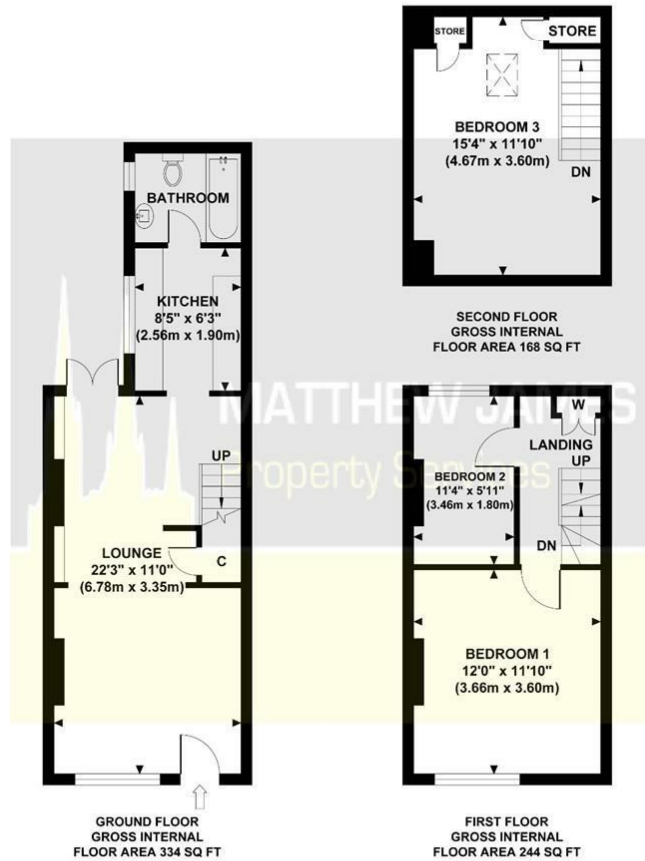 BATHROOM
KITCHEN
8'5" x 6'3"
(2.56m x 1.90m)
UP
C
LOUNGE
22'3" x 11'0"
(6.78m x 3.35m)
GROUND FLOOR
GROSS INTERNAL
FLOOR AREA 334 SQ FT
STORE
STORE
BEDROOM 3
15'4" x 11'10"
(4.67m x 3.60m)
DN
SECOND FLOOR
GROSS INTERNAL
FLOOR AREA 168 SQ FT
MATTHEW JAMES
Property Services
W
LANDING
UP
BEDROOM 2
11'4" x 5'11"
(3.46m x 1.80m)
DN
BEDROOM 1
12'0" x 11'10"
(3.66m x 3.60m)
FIRST FLOOR
GROSS INTERNAL
FLOOR AREA 244 SQ FT